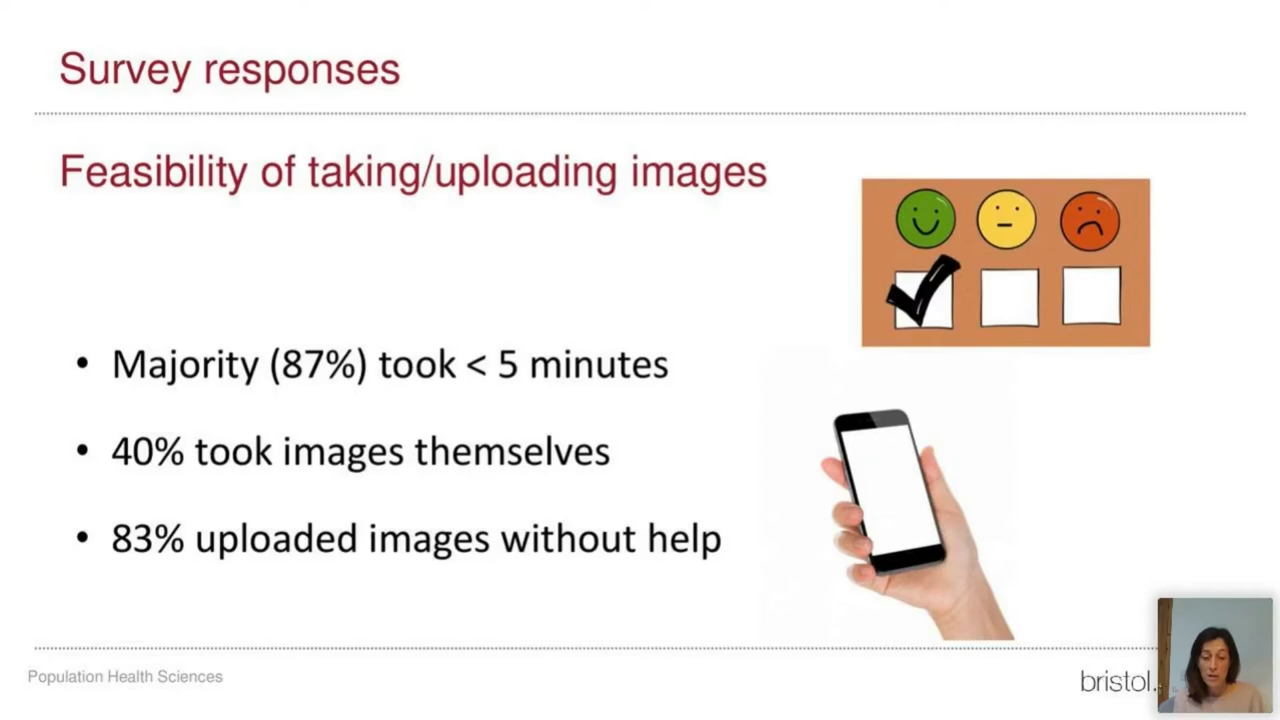 Survey responses
Feasibility of taking/uploading images
• Majority (87%) took < 5 minutes
• 40% took images themselves
• 83% uploaded images without help
Population Health Sciences
bristol.